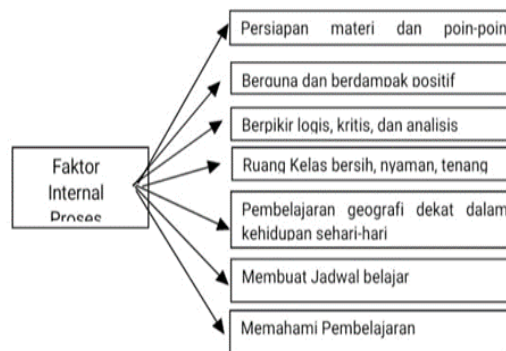 Faktor
Internal
Proses
Persiapan materi dan poin-poin
Berguna dan berdampak positif
Berpikir logis, kritis, dan analisis
Ruang Kelas bersih, nyaman, tenang
Pembelajaran geografi dekat dalam
kehidupan sehari-hari
Membuat Jadwal belajar
Memahami Pembelajaran